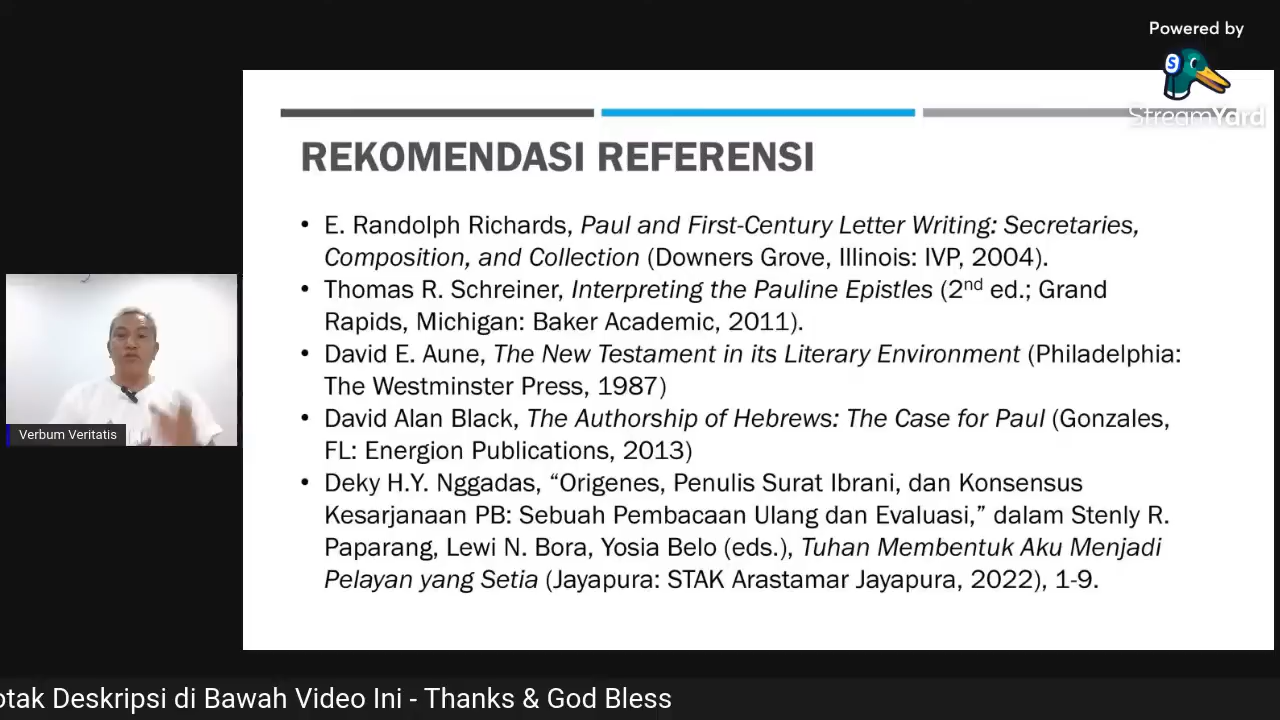 Powered by
S
StreamYard
REKOMENDASI REFERENSI
• E. Randolph Richards, Paul and First-Century Letter Writing: Secretaries,
Composition, and Collection (Downers Grove, Illinois: IVP, 2004).
• Thomas R. Schreiner, Interpreting the Pauline Epistles (2nd ed.; Grand
Rapids, Michigan: Baker Academic, 2011).
• David E. Aune, The New Testament in its Literary Environment (Philadelphia:
The Westminster Press, 1987)
• David Alan Black, The Authorship of Hebrews: The Case for Paul (Gonzales,
FL: Energion Publications, 2013)
• Deky H.Y. Nggadas, “Origenes, Penulis Surat Ibrani, dan Konsensus
Kesarjanaan PB: Sebuah Pembacaan Ulang dan Evaluasi,” dalam Stenly R.
Paparang, Lewi N. Bora, Yosia Belo (eds.), Tuhan Membentuk Aku Menjadi
Pelayan yang Setia (Jayapura: STAK Arastamar Jayapura, 2022), 1-9.
Verbum Veritatis
otak Deskripsi di Bawah Video Ini - Thanks & God Bless